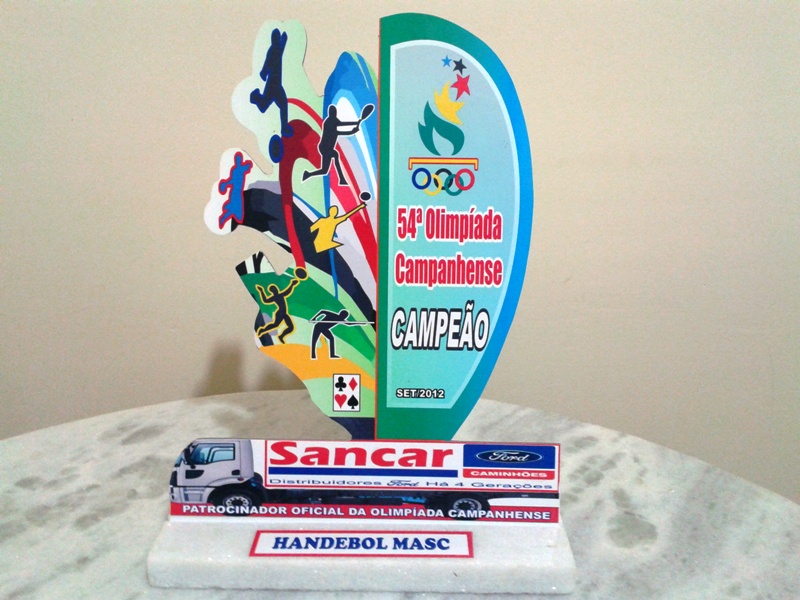 54ª Olimpíada
Campanhense
CAMPEÃO
SET/2012
Sancar
Ford
CAMINHÕES
Distribuidores Ford Há 4 Gerações
PATROCINADOR OFICIAL DA OLIMPÍADA CAMPANHENSE
HANDEBOL MASC